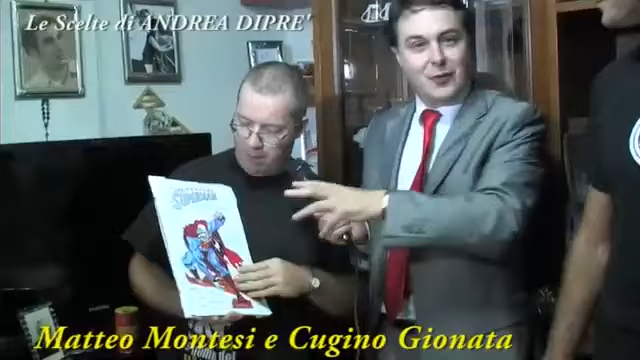 Le Scelte di ANDREA DIPRE'
SUPERMAN
Matteo Montesi e Cugino Gionata